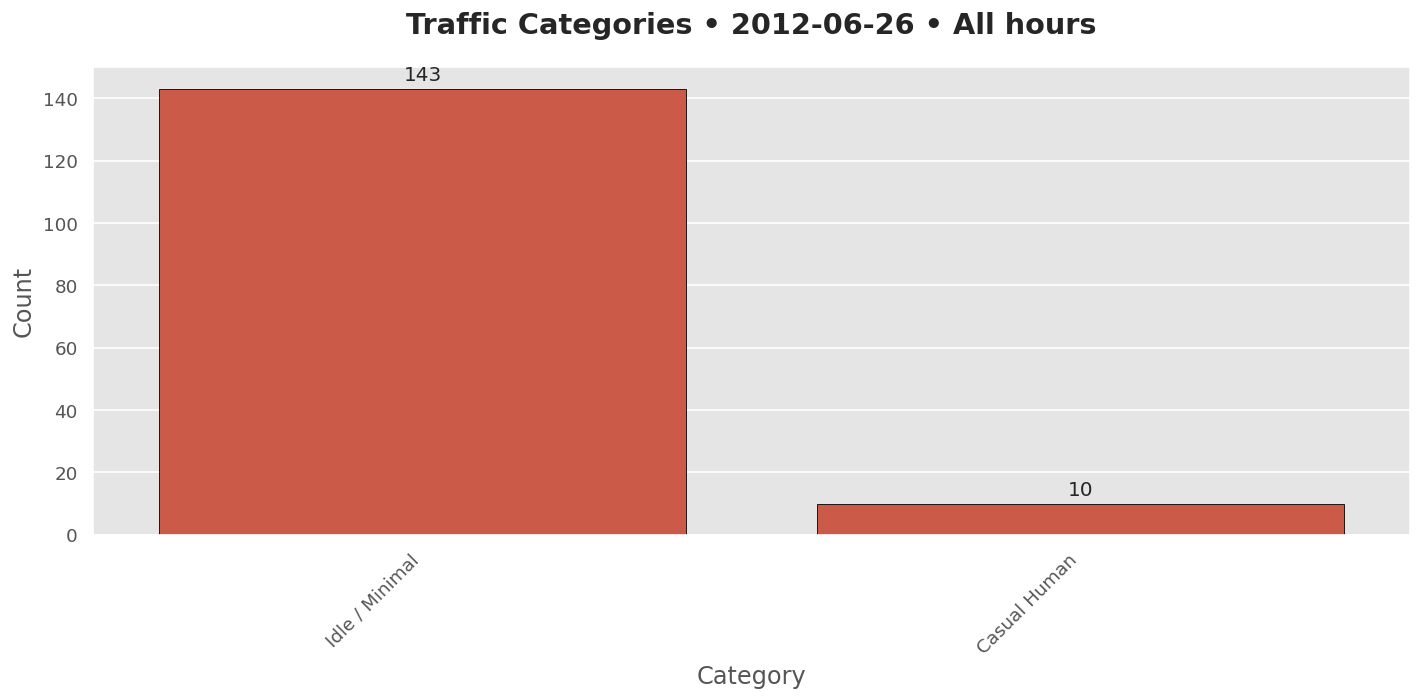 Traffic Categories • 2012-06-26 • All hours
143
140
120
100
80
60
40
20
0
10
Count
Idle / Minimal
Casual Human
Category